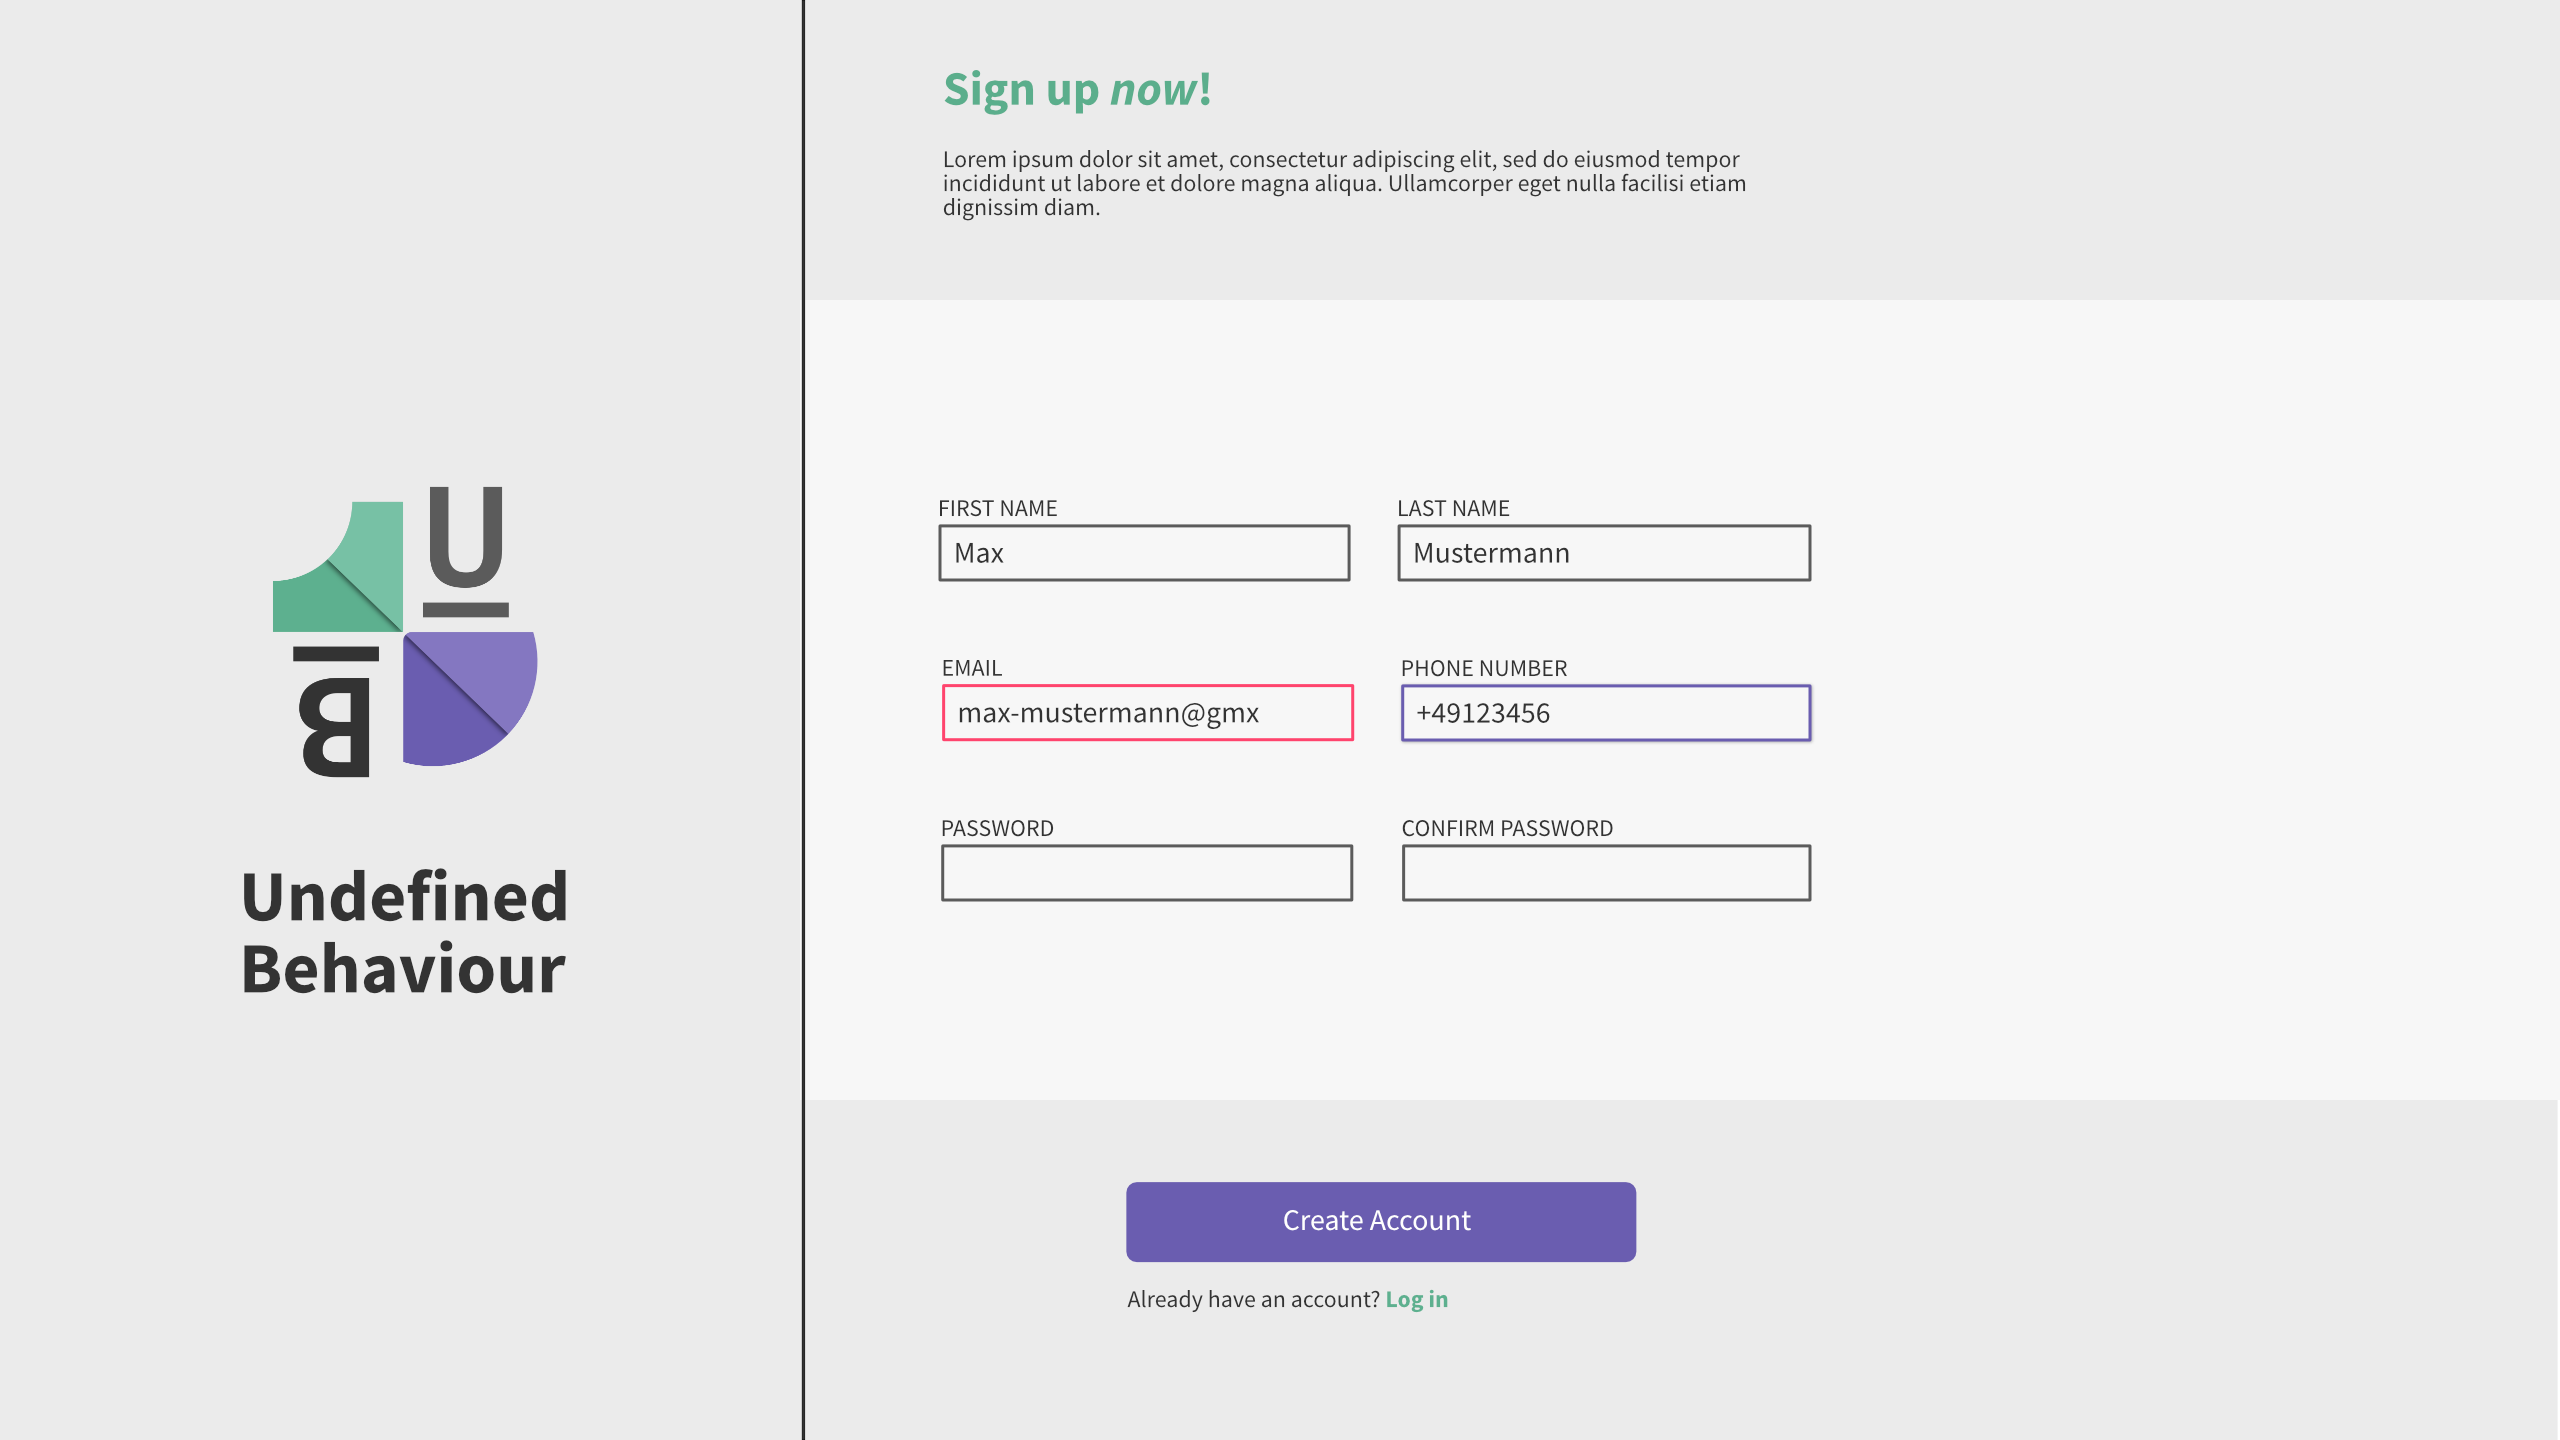 U
B
Undefined
Behaviour
Sign up now!
Lorem ipsum dolor sit amet, consectetur adipiscing elit, sed do eiusmod tempor
incididunt ut labore et dolore magna aliqua. Ullamcorper eget nulla facilisi etiam
dignissim diam.
FIRST NAME
Max
LAST NAME
Mustermann
EMAIL
max-mustermann@gmx
PHONE NUMBER
+49123456
PASSWORD
CONFIRM PASSWORD
Create Account
Already have an account? Log in